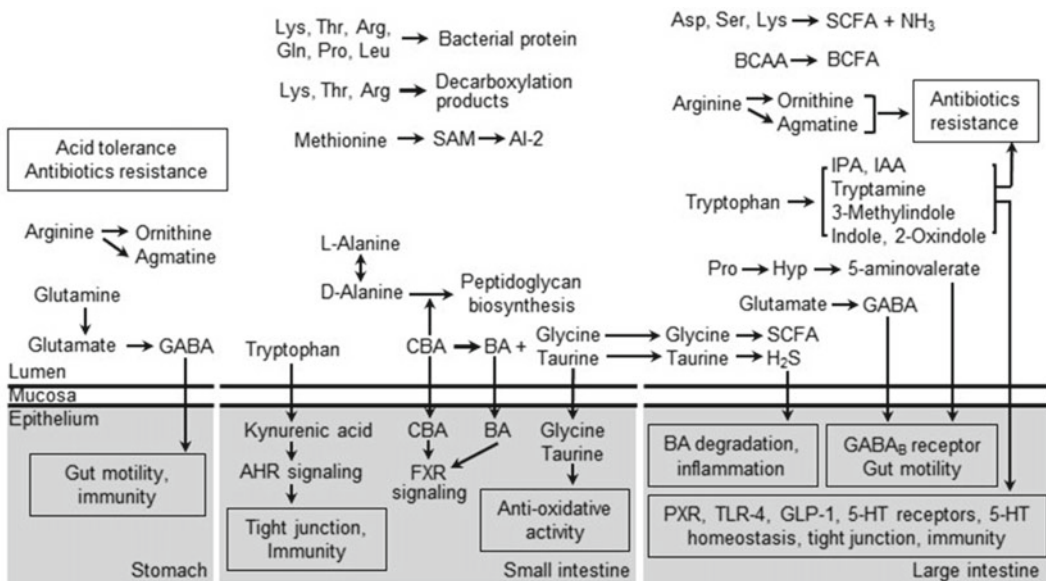 Acid tolerance
Antibiotics resistance
Arginine
Ornithine
Agmatine
Glutamine
Glutamate
GABA
Lumen
Mucosa
Epithelium
Gut motility,
immunity
Stomach
Lys, Thr, Arg,
Gln, Pro, Leu
Bacterial protein
Lys, Thr, Arg
Decarboxylation
products
Methionine
SAM
AI-2
L-Alanine
D-Alanine
Peptidoglycan
biosynthesis
Tryptophan
CBA
BA +
Glycine
Taurine
Kynurenic acid
AHR signaling
Tight junction,
Immunity
CBA
BA
FXR
signaling
Glycine
Taurine
Anti-oxidative
activity
Small intestine
Asp, Ser, Lys
SCFA + NH₃
BCAA
BCFA
Arginine
Ornithine
Agmatine
Antibiotics
resistance
Tryptophan
IPA, IAA
Tryptamine
3-Methylindole
Indole, 2-Oxindole
Pro
Hyp
5-aminovalerate
Glutamate
GABA
Glycine
SCFA
Taurine
H₂S
BA degradation,
inflammation
GABA_B receptor
Gut motility
PXR, TLR-4, GLP-1, 5-HT receptors, 5-HT
homeostasis, tight junction, immunity
Large intestine